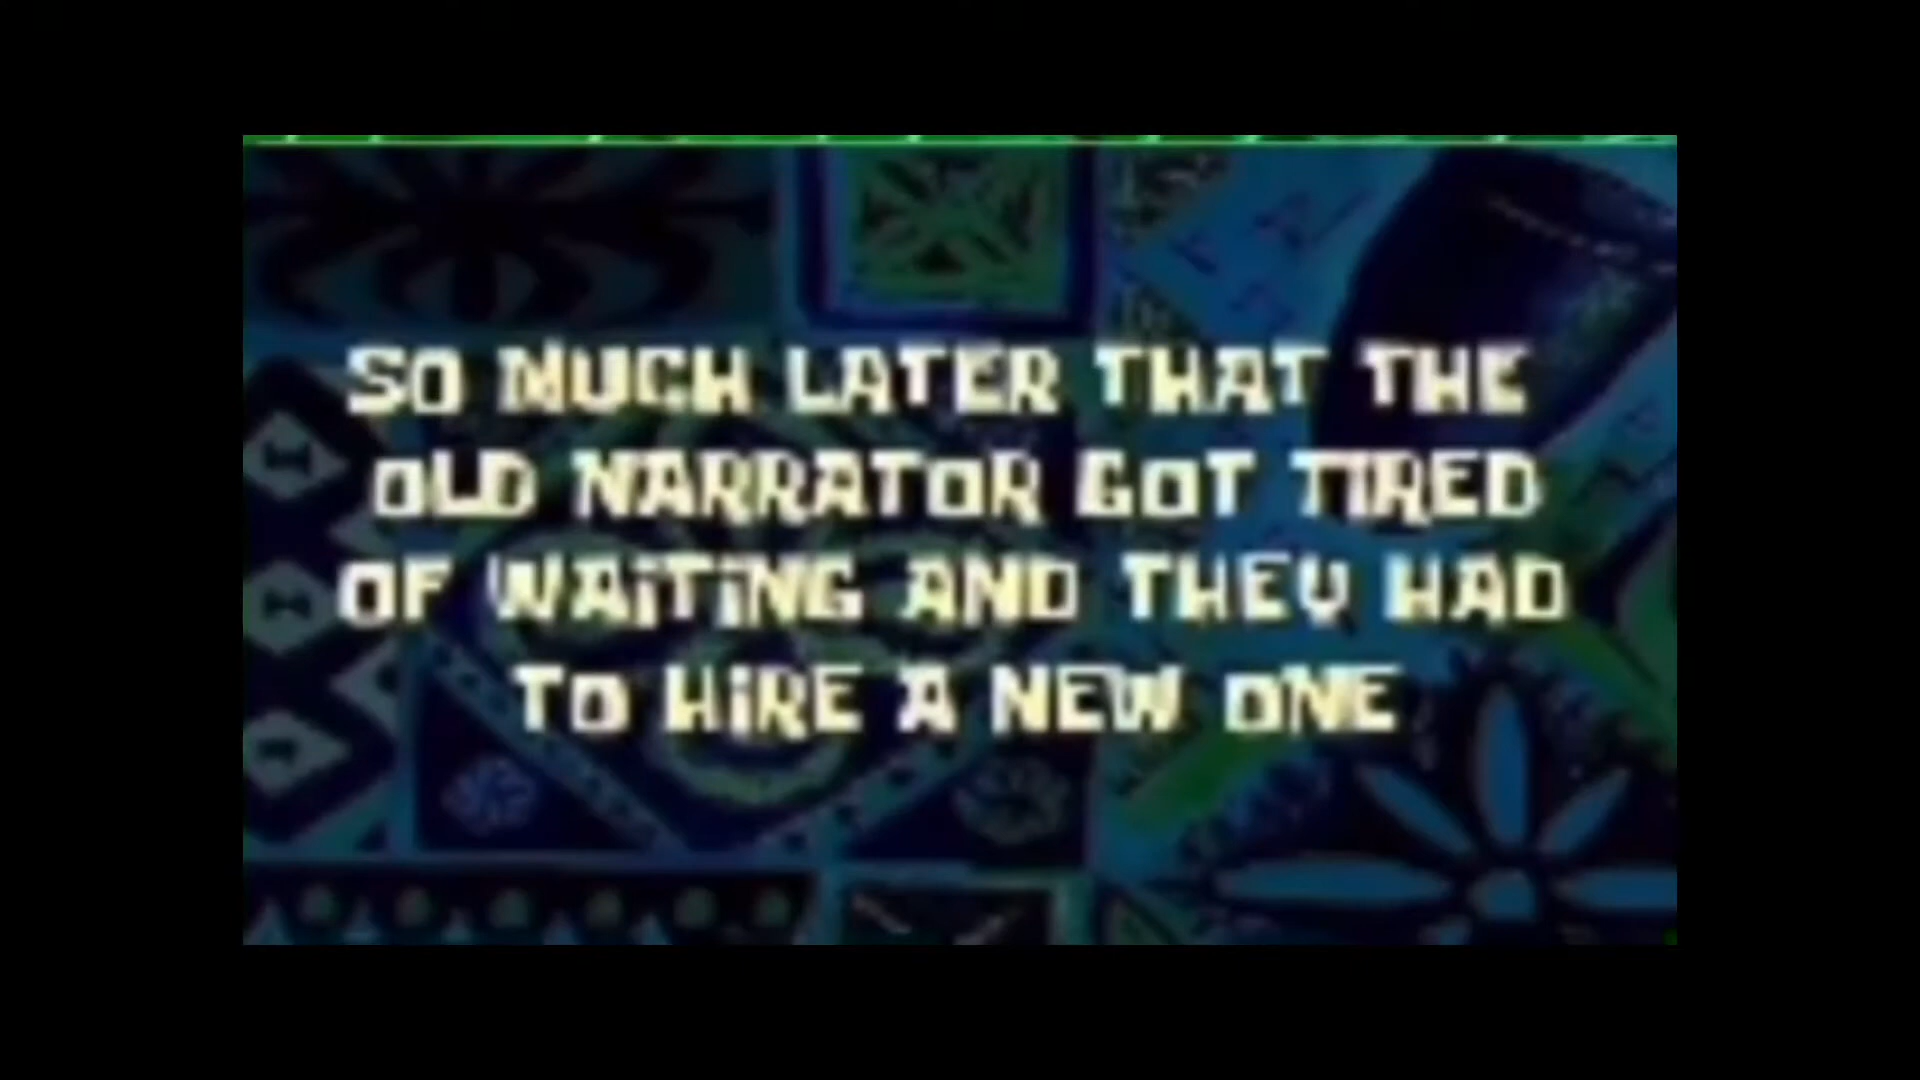 SO MUCH LATER THAT THE
OLD NARRATOR GOT TIRED
OF WAITING AND THEY HAD
TO HIRE A NEW ONE